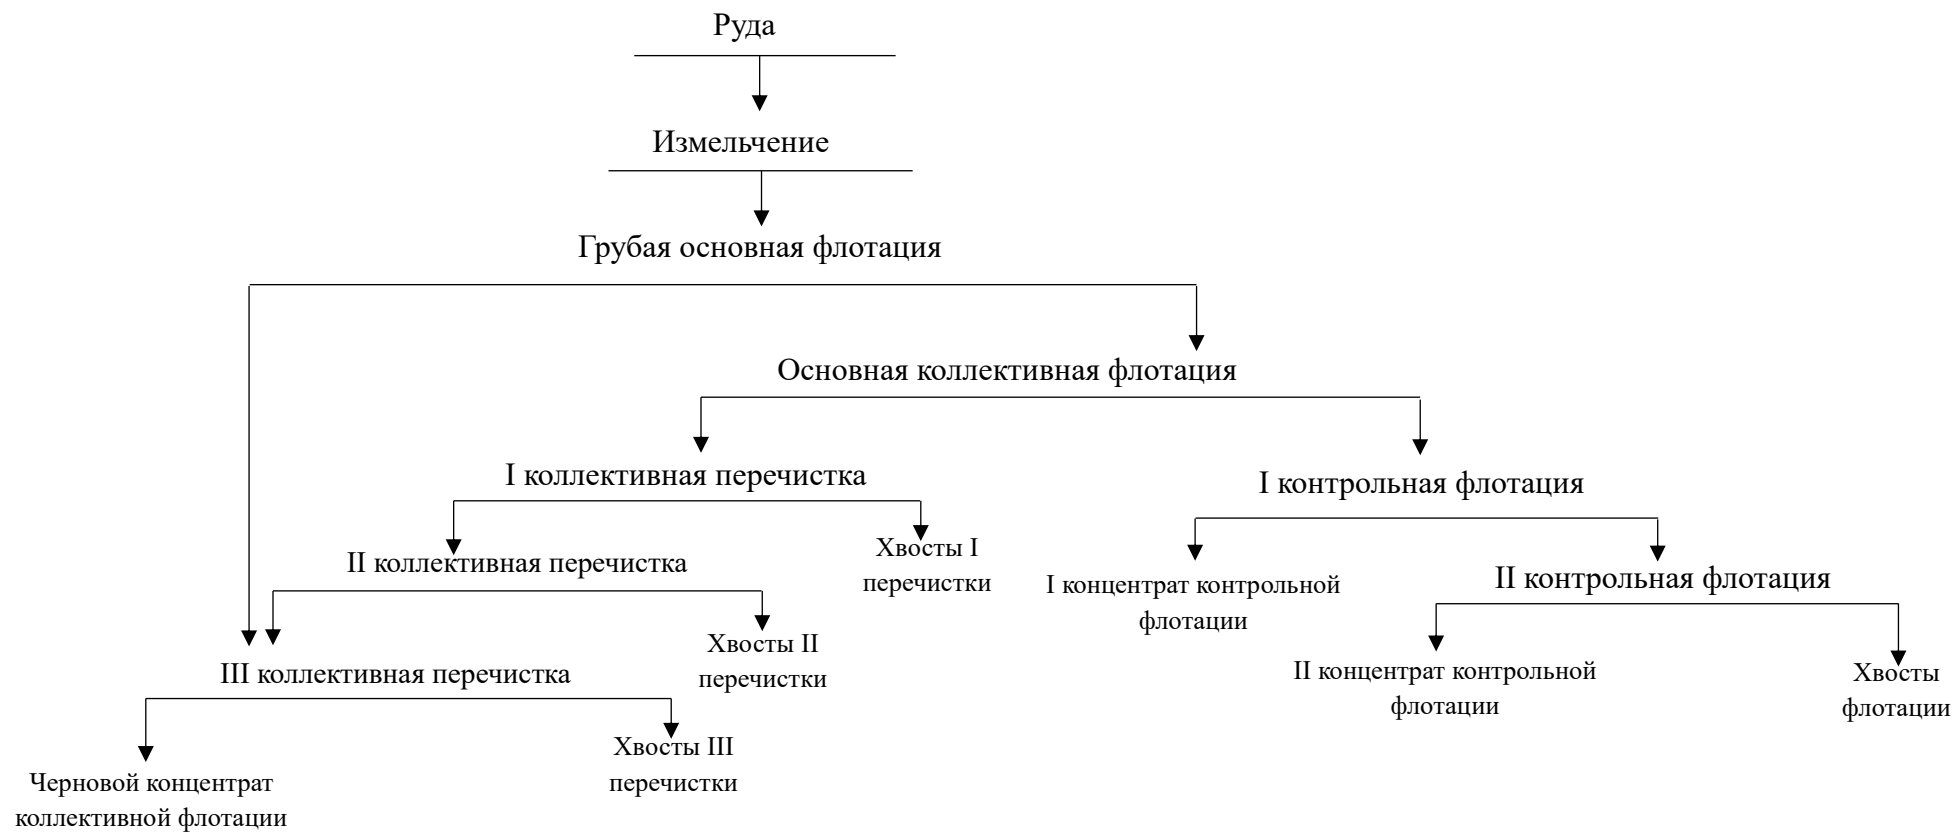 Руда
Измельчение
Грубая основная флотация
Основная коллективная флотация
I коллективная перечистка
I контрольная флотация
II коллективная перечистка
Хвосты I
перечистки
I концентрат контрольной
флотации
II контрольная флотация
III коллективная перечистка
Хвосты II
перечистки
II концентрат контрольной
флотации
Хвосты
флотации
Черновой концентрат
коллективной флотации
Хвосты III
перечистки